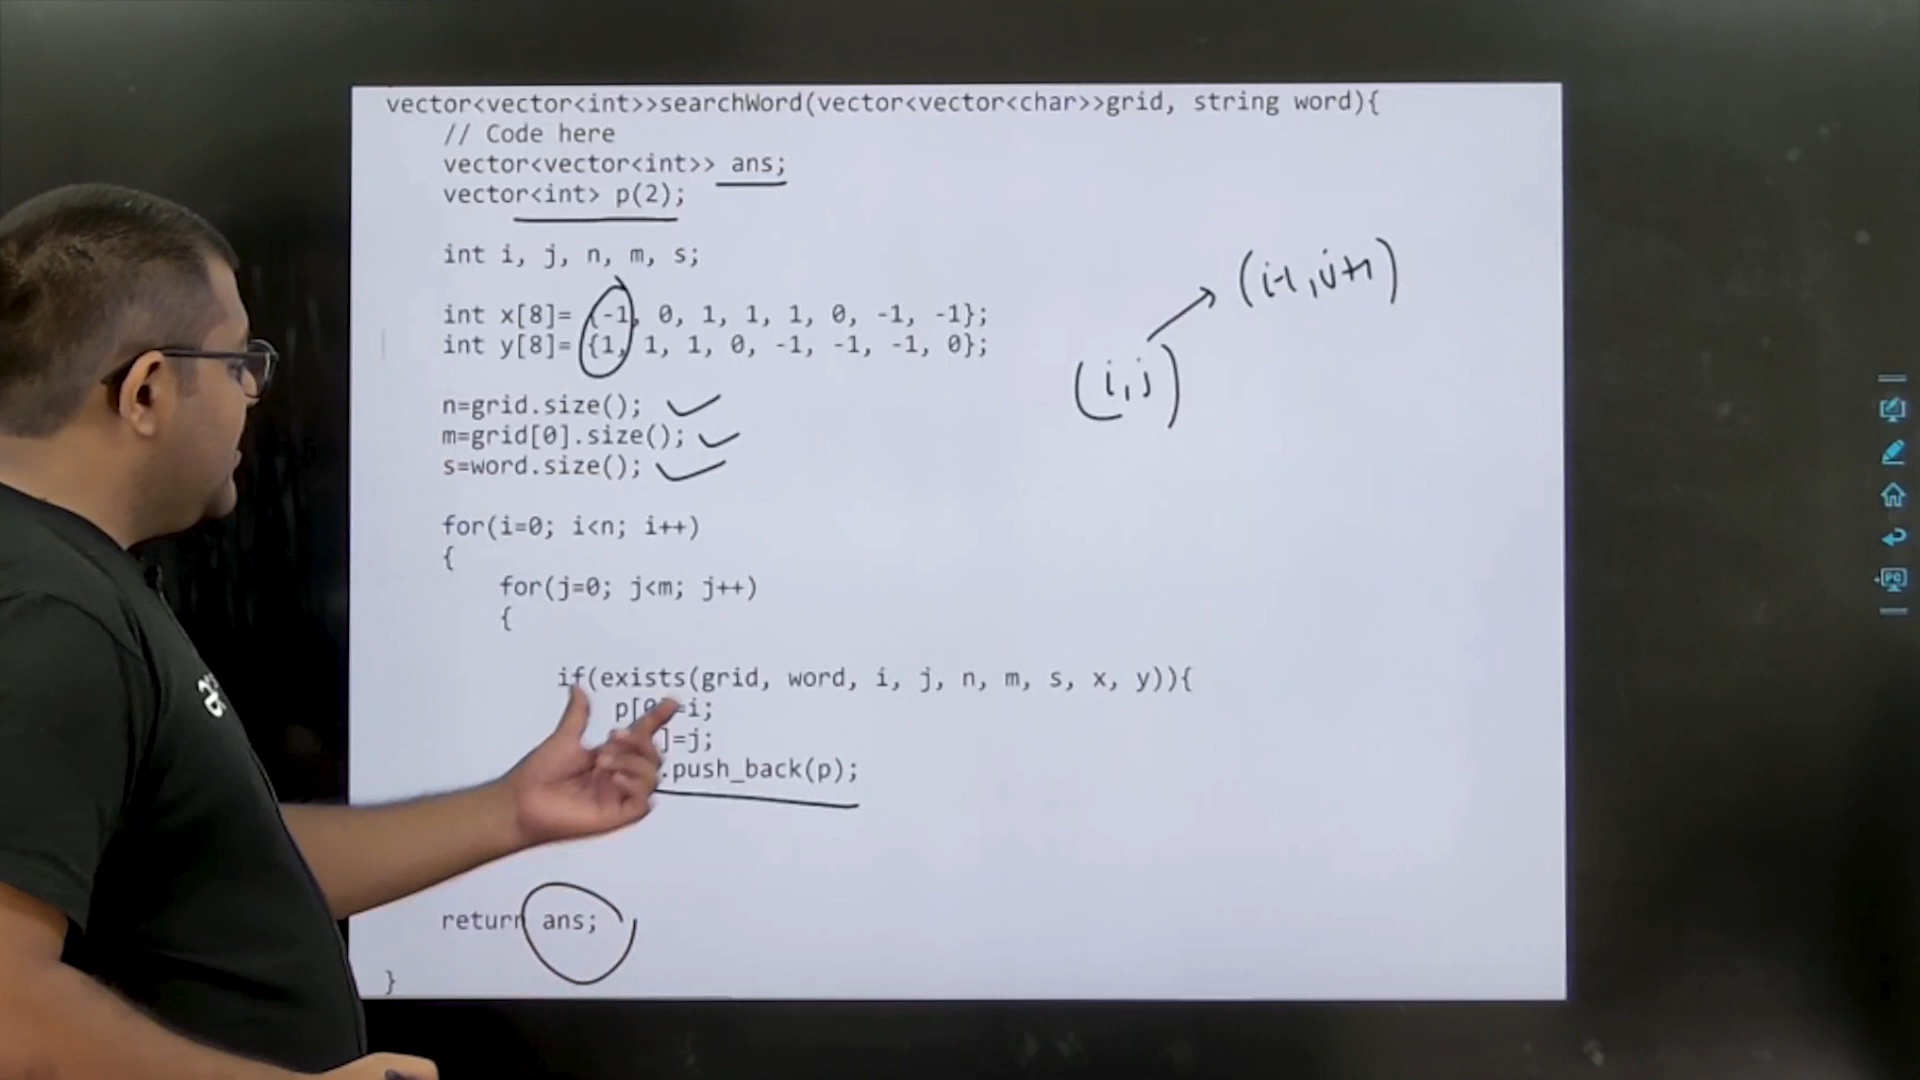 vector<vector<int>>searchWord(vector<vector<char>>grid, string word){
// Code here
vector<vector<int>> ans;
vector<int> p(2);
int i, j, n, m, s;
int x[8]= {-1, 0, 1, 1, 1, 0, -1, -1};
int y[8]= {1, 1, 1, 0, -1, -1, -1, 0};
(i-1, j+1)
(i, j)
n=grid.size();
m=grid[0].size();
s=word.size();
for(i=0; i<n; i++)
{
for(j=0; j<m; j++)
{
if(exists(grid, word, i, j, n, m, s, x, y)){
p[0]=i;
]=j;
.push_back(p);
return ans;
}
PC